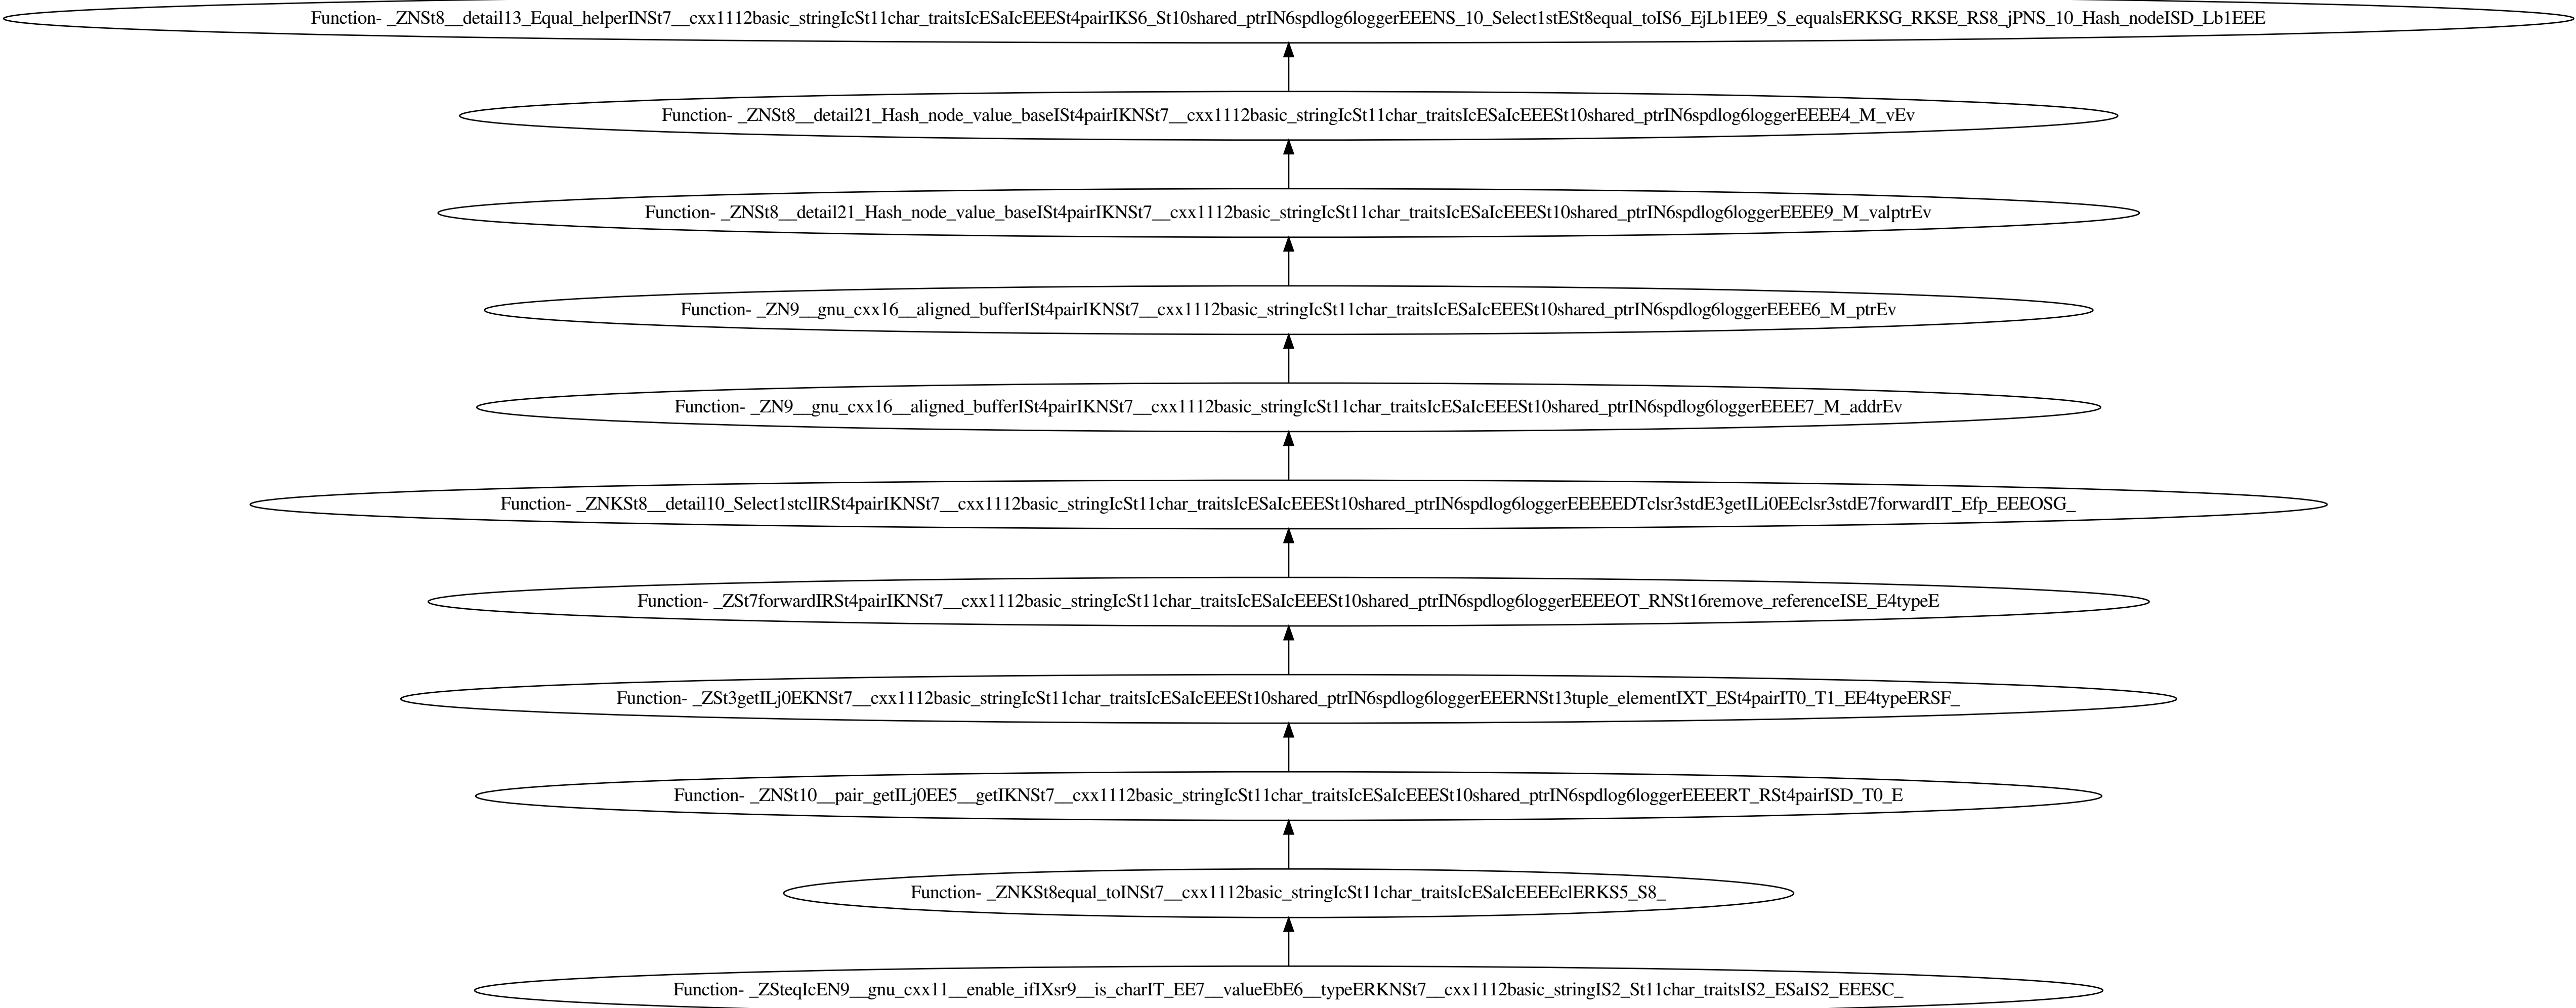 Function- _ZNSt8__detail13_Equal_helperINSt7__cxx1112basic_stringIcSt11char_traitsIcESaIcEEESt4pairIKS6_St10shared_ptrIN6spdlog6loggerEEENS_10_Select1stESt8equal_toIS6_EjLb1EE9_S_equalsERKSG_RKSE_RS8_jPNS_10_Hash_nodeISD_Lb1EEE
Function- _ZNSt8__detail21_Hash_node_value_baseISt4pairIKNSt7__cxx1112basic_stringIcSt11char_traitsIcESaIcEEESt10shared_ptrIN6spdlog6loggerEEEE4_M_vEv
Function- _ZNSt8__detail21_Hash_node_value_baseISt4pairIKNSt7__cxx1112basic_stringIcSt11char_traitsIcESaIcEEESt10shared_ptrIN6spdlog6loggerEEEE9_M_valptrEv
Function- _ZN9__gnu_cxx16__aligned_bufferISt4pairIKNSt7__cxx1112basic_stringIcSt11char_traitsIcESaIcEEESt10shared_ptrIN6spdlog6loggerEEEE6_M_ptrEv
Function- _ZN9__gnu_cxx16__aligned_bufferISt4pairIKNSt7__cxx1112basic_stringIcSt11char_traitsIcESaIcEEESt10shared_ptrIN6spdlog6loggerEEEE7_M_addrEv
Function- _ZNKSt8__detail10_Select1stclIRSt4pairIKNSt7__cxx1112basic_stringIcSt11char_traitsIcESaIcEEESt10shared_ptrIN6spdlog6loggerEEEEEDTclsr3stdE3getILi0EEclsr3stdE7forwardIT_Efp_EEEOSG_
Function- _ZSt7forwardIRSt4pairIKNSt7__cxx1112basic_stringIcSt11char_traitsIcESaIcEEESt10shared_ptrIN6spdlog6loggerEEEEOT_RNSt16remove_referenceISE_E4typeE
Function- _ZSt3getILj0EKNSt7__cxx1112basic_stringIcSt11char_traitsIcESaIcEEESt10shared_ptrIN6spdlog6loggerEEERNSt13tuple_elementIXT_ESt4pairIT0_T1_EE4typeERSF_
Function- _ZNSt10__pair_getILj0EE5__getIKNSt7__cxx1112basic_stringIcSt11char_traitsIcESaIcEEESt10shared_ptrIN6spdlog6loggerEEEERT_RSt4pairISD_T0_E
Function- _ZNKSt8equal_toINSt7__cxx1112basic_stringIcSt11char_traitsIcESaIcEEEEclERKS5_S8_
Function- _ZSteqIcEN9__gnu_cxx11__enable_ifIXsr9__is_charIT_EE7__valueEbE6__typeERKNSt7__cxx1112basic_stringIS2_St11char_traitsIS2_ESaIS2_EEESC_